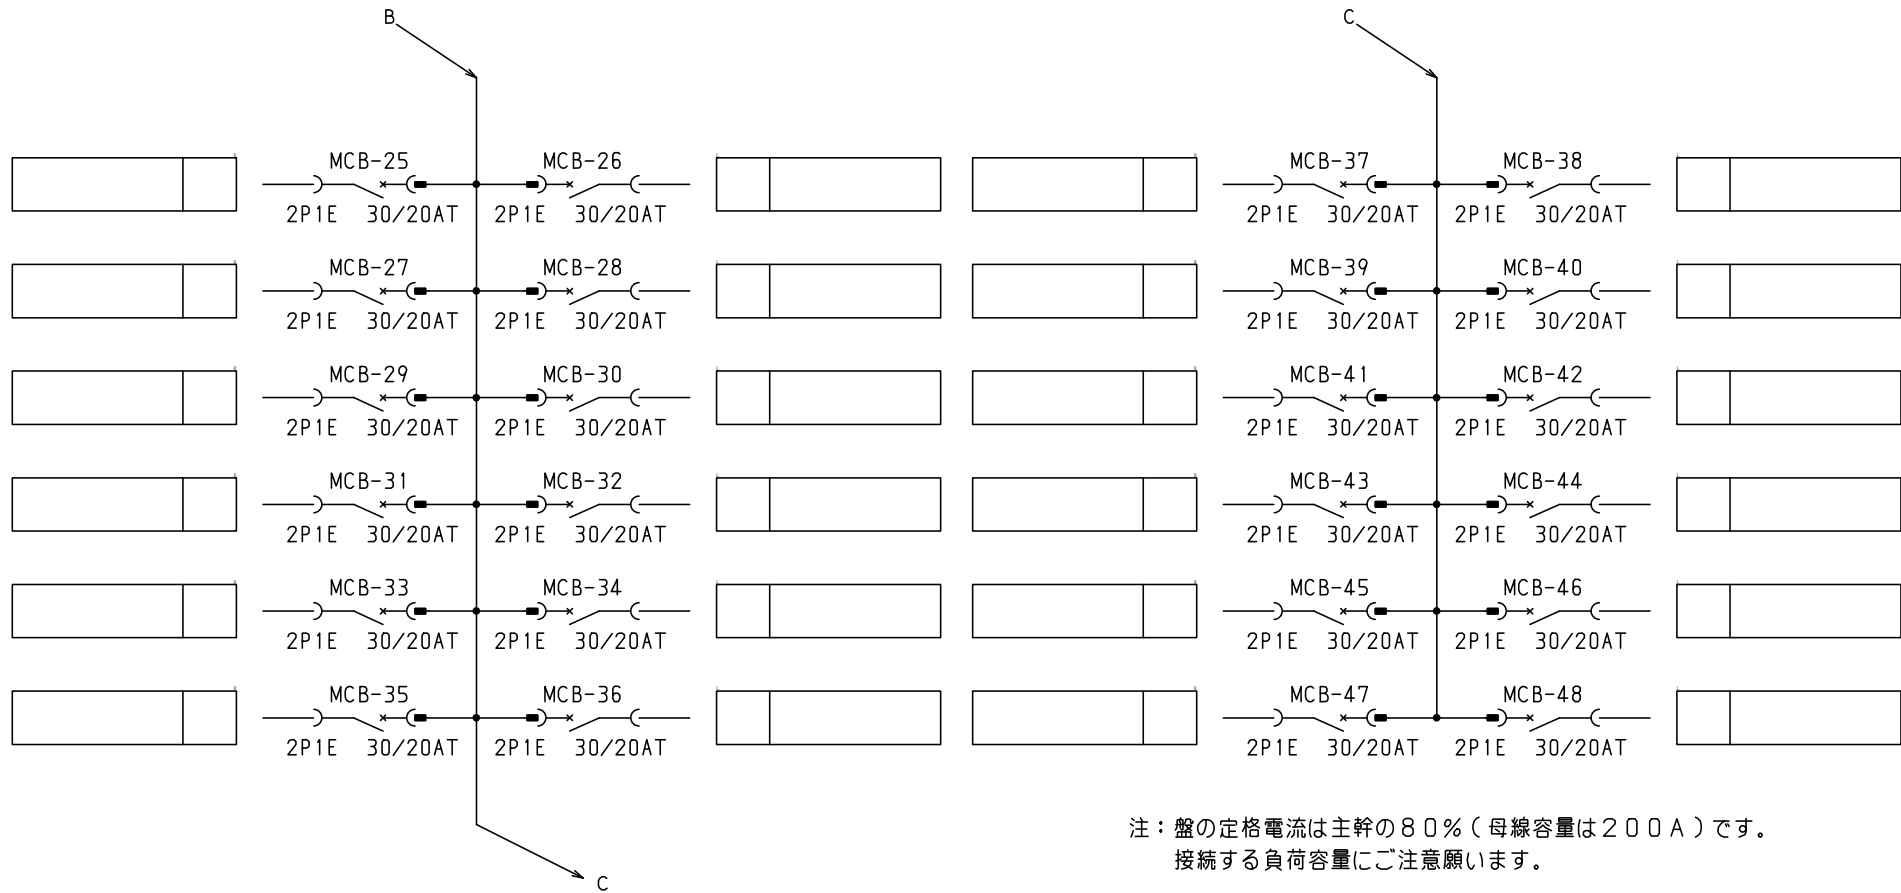 B
MCB-25 MCB-26
2P1E 30/20AT 2P1E 30/20AT
MCB-27 MCB-28
2P1E 30/20AT 2P1E 30/20AT
MCB-29 MCB-30
2P1E 30/20AT 2P1E 30/20AT
MCB-31 MCB-32
2P1E 30/20AT 2P1E 30/20AT
MCB-33 MCB-34
2P1E 30/20AT 2P1E 30/20AT
MCB-35 MCB-36
2P1E 30/20AT 2P1E 30/20AT
C
C
MCB-37 MCB-38
2P1E 30/20AT 2P1E 30/20AT
MCB-39 MCB-40
2P1E 30/20AT 2P1E 30/20AT
MCB-41 MCB-42
2P1E 30/20AT 2P1E 30/20AT
MCB-43 MCB-44
2P1E 30/20AT 2P1E 30/20AT
MCB-45 MCB-46
2P1E 30/20AT 2P1E 30/20AT
MCB-47 MCB-48
2P1E 30/20AT 2P1E 30/20AT
注：盤の定格電流は主幹の８０％（母線容量は２００Ａ）です。
接続する負荷容量にご注意願います。